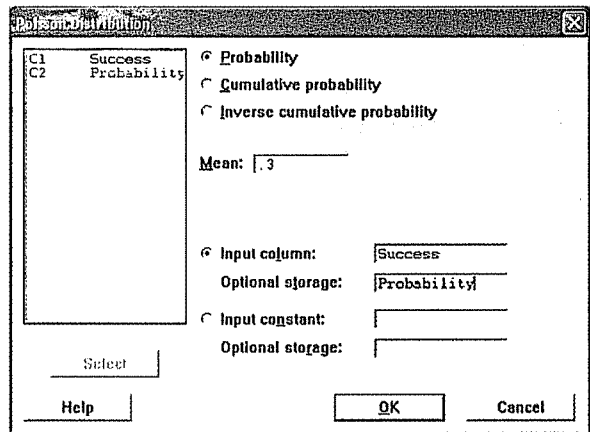 Poisson Distribution
C1 Success
C2 Probability
Probability
Cumulative probability
Inverse cumulative probability
Mean: .3
Input column: Success
Optional storage: Probability
Input constant:
Optional storage:
Select
Help
OK
Cancel